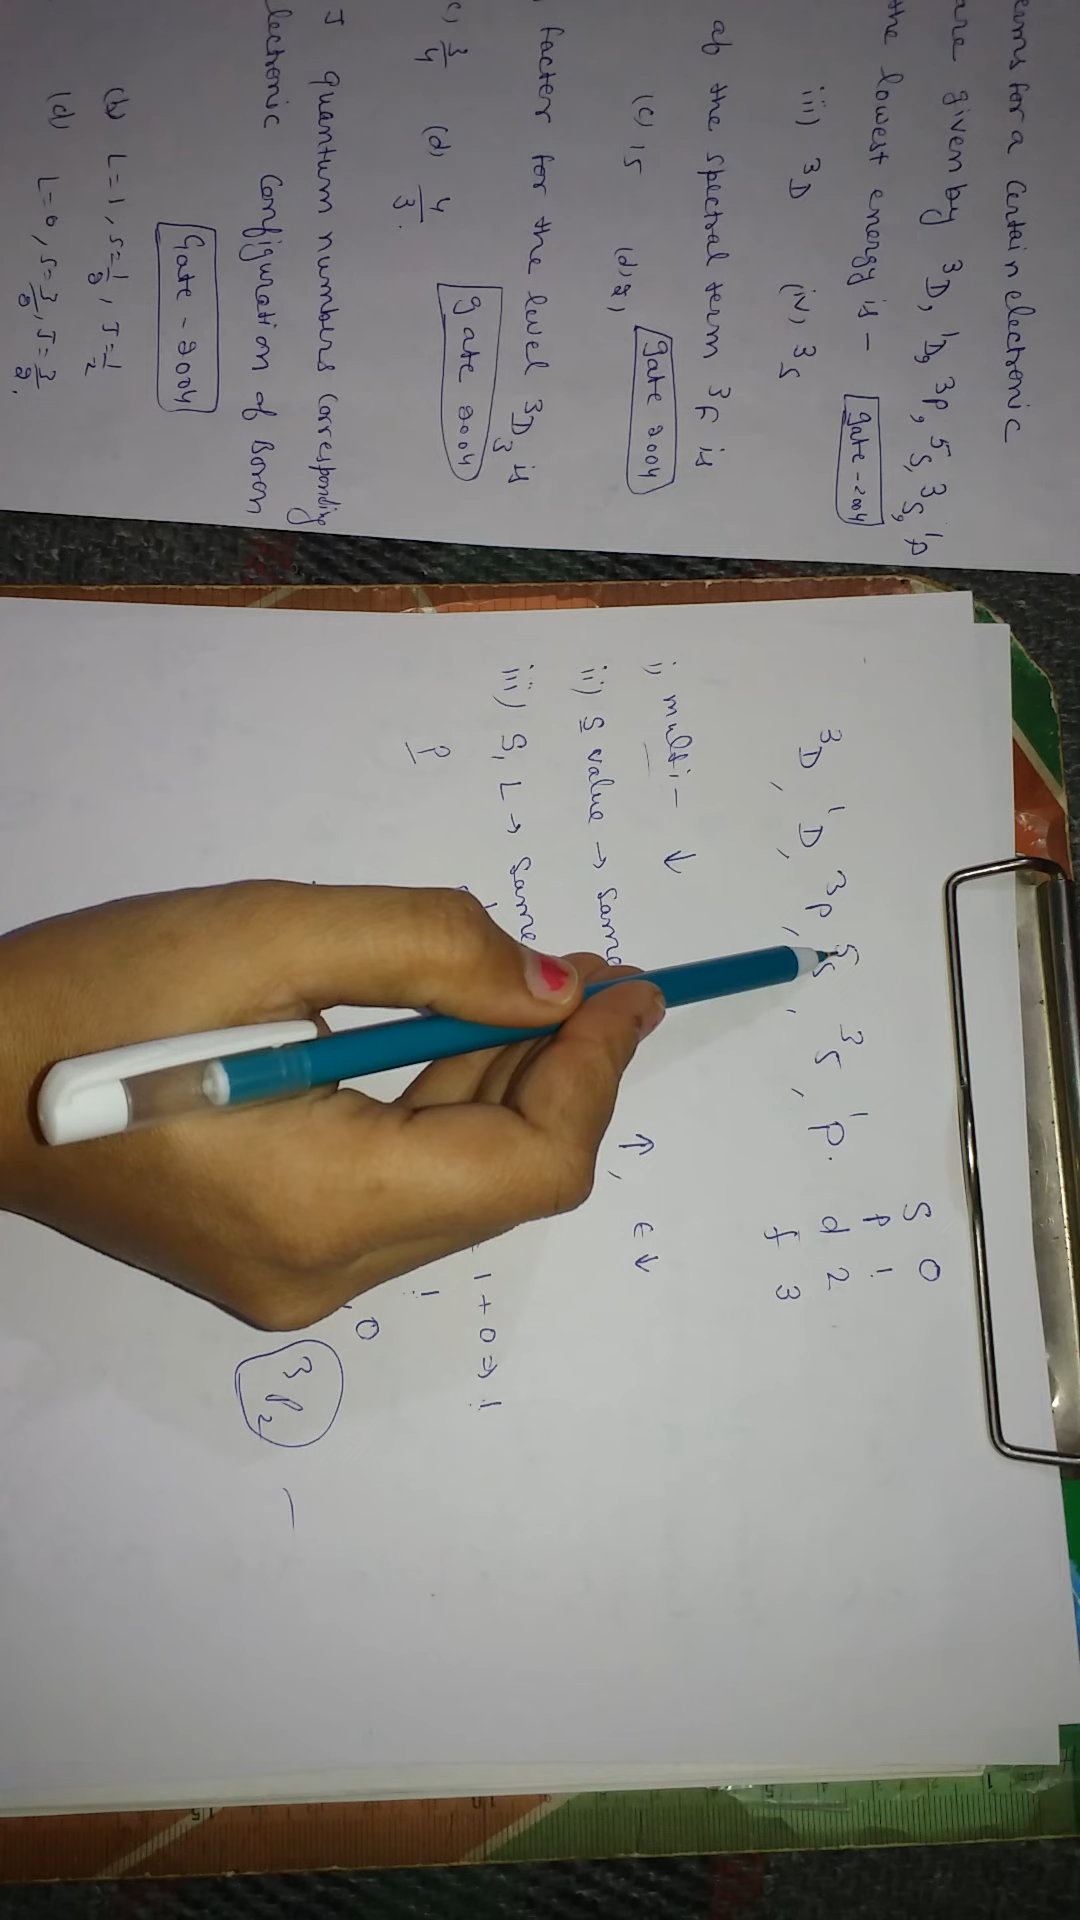 erms for a certain electronic
are given by ³D, ¹D, ³P, ⁵S, ³S, ¹P
the lowest energy is – gate-2004
iii) ³D (iv) ³S
of the spectral term ³F is
(c) 15 (d) 21 gate 2004
factor for the level ³D₃ is
c) 3/4 (d) 4/3. gate 2004
J quantum numbers corresponding
lectronic configuration of Boron
Gate - 2004
(b) L=1, S=1/2, J=1/2
(d) L=0, S=3/2, J=3/2.
S 0
p 1
d 2
f 3
³D, ¹D, ³P, ⁵S, ³S, ¹P.
i) multi – ↓
ii) S value → same ↑, E↓
iii) S, L → same
= 1+0 ⇒ 1
P 1
, 0
³P₂ —